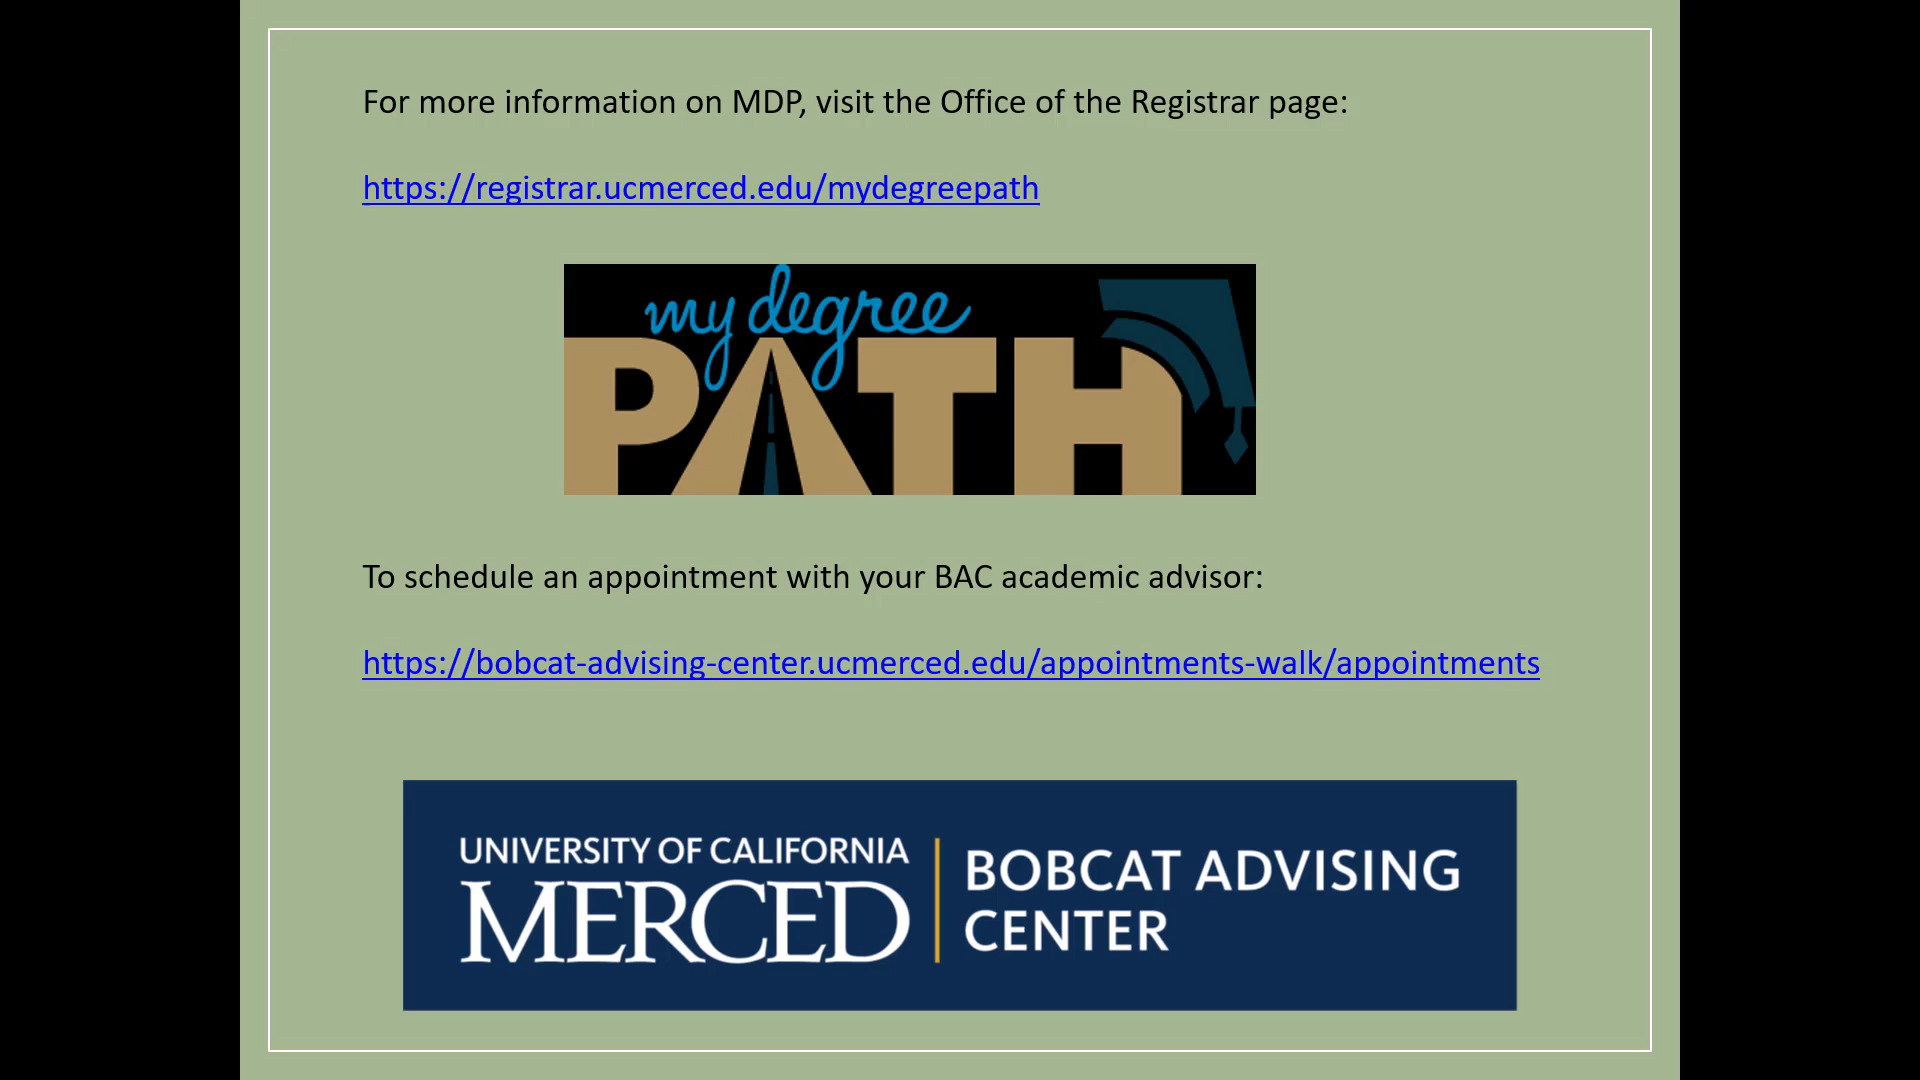 For more information on MDP, visit the Office of the Registrar page:
https://registrar.ucmerced.edu/mydegreepath
my degree
PATH
To schedule an appointment with your BAC academic advisor:
https://bobcat-advising-center.ucmerced.edu/appointments-walk/appointments
UNIVERSITY OF CALIFORNIA
MERCED
BOBCAT ADVISING
CENTER